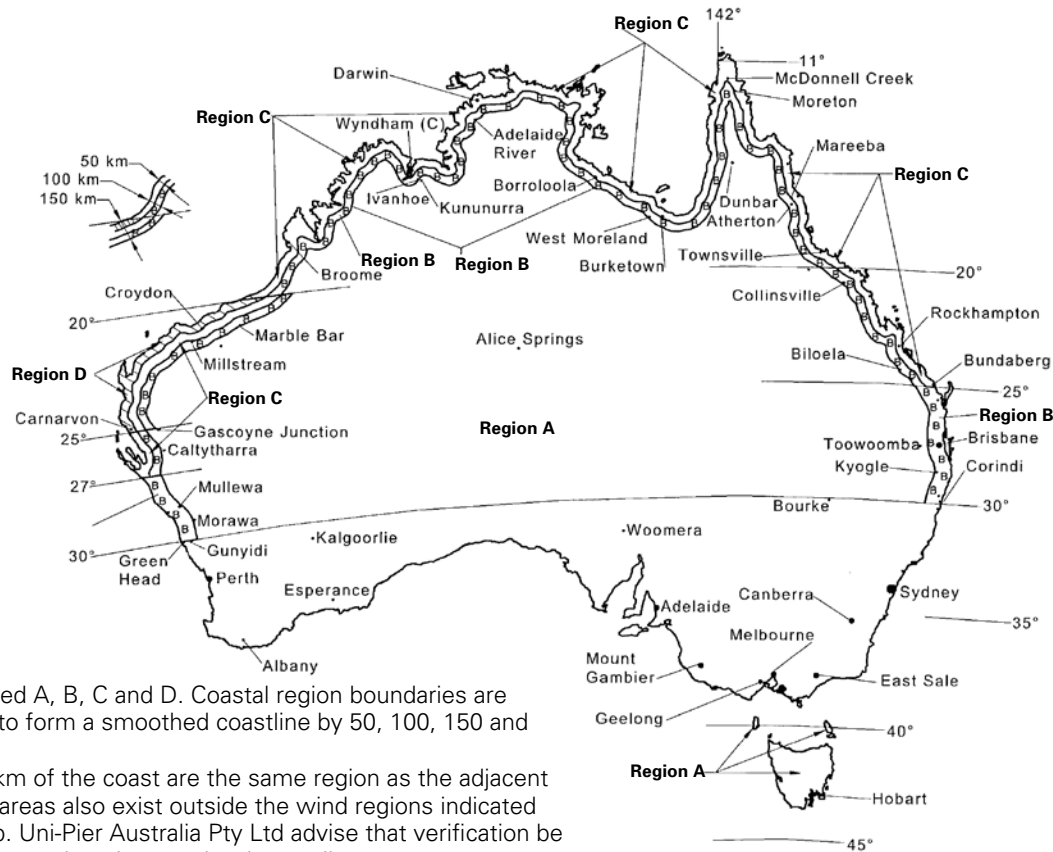 Region C
142°
11°
McDonnell Creek
Moreton
Darwin
Region C
Wyndham (C)
Adelaide
River
Mareeba
Region C
50 km
100 km
150 km
Borroloola
Ivanhoe
Kununurra
Dunbar
Atherton
West Moreland
Burketown
Townsville
Region B
Region B
Broome
20°
Collinsville
Croydon
20°
Marble Bar
Alice Springs
Rockhampton
Millstream
Biloela
Bundaberg
Region D
25°
Region C
Carnarvon
25°
Gascoyne Junction
Region A
Region B
Toowoomba
Brisbane
Caltytharra
Kyogle
Corindi
27°
Mullewa
Morawa
Bourke
30°
30°
Green
Head
Gunyidi
Kalgoorlie
Woomera
Perth
Esperance
Adelaide
Canberra
Sydney
35°
Melbourne
Albany
Mount
Gambier
East Sale
Geelong
40°
Region A
Hobart
45°
B B B B B B B B B B B B B B B B B B B B B B B B B B B B B B
ed A, B, C and D. Coastal region boundaries are
to form a smoothed coastline by 50, 100, 150 and
km of the coast are the same region as the adjacent
areas also exist outside the wind regions indicated
o. Uni-Pier Australia Pty Ltd advise that verification be